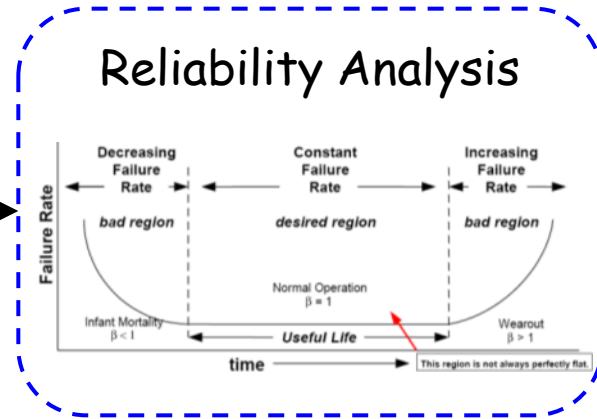 Reliability Analysis
Decreasing
Failure
Rate
Constant
Failure
Rate
Increasing
Failure
Rate
bad region
desired region
bad region
Failure Rate
Normal Operation
β = 1
Infant Mortality
β < 1
Useful Life
Wearout
β > 1
time
This region is not always perfectly flat.